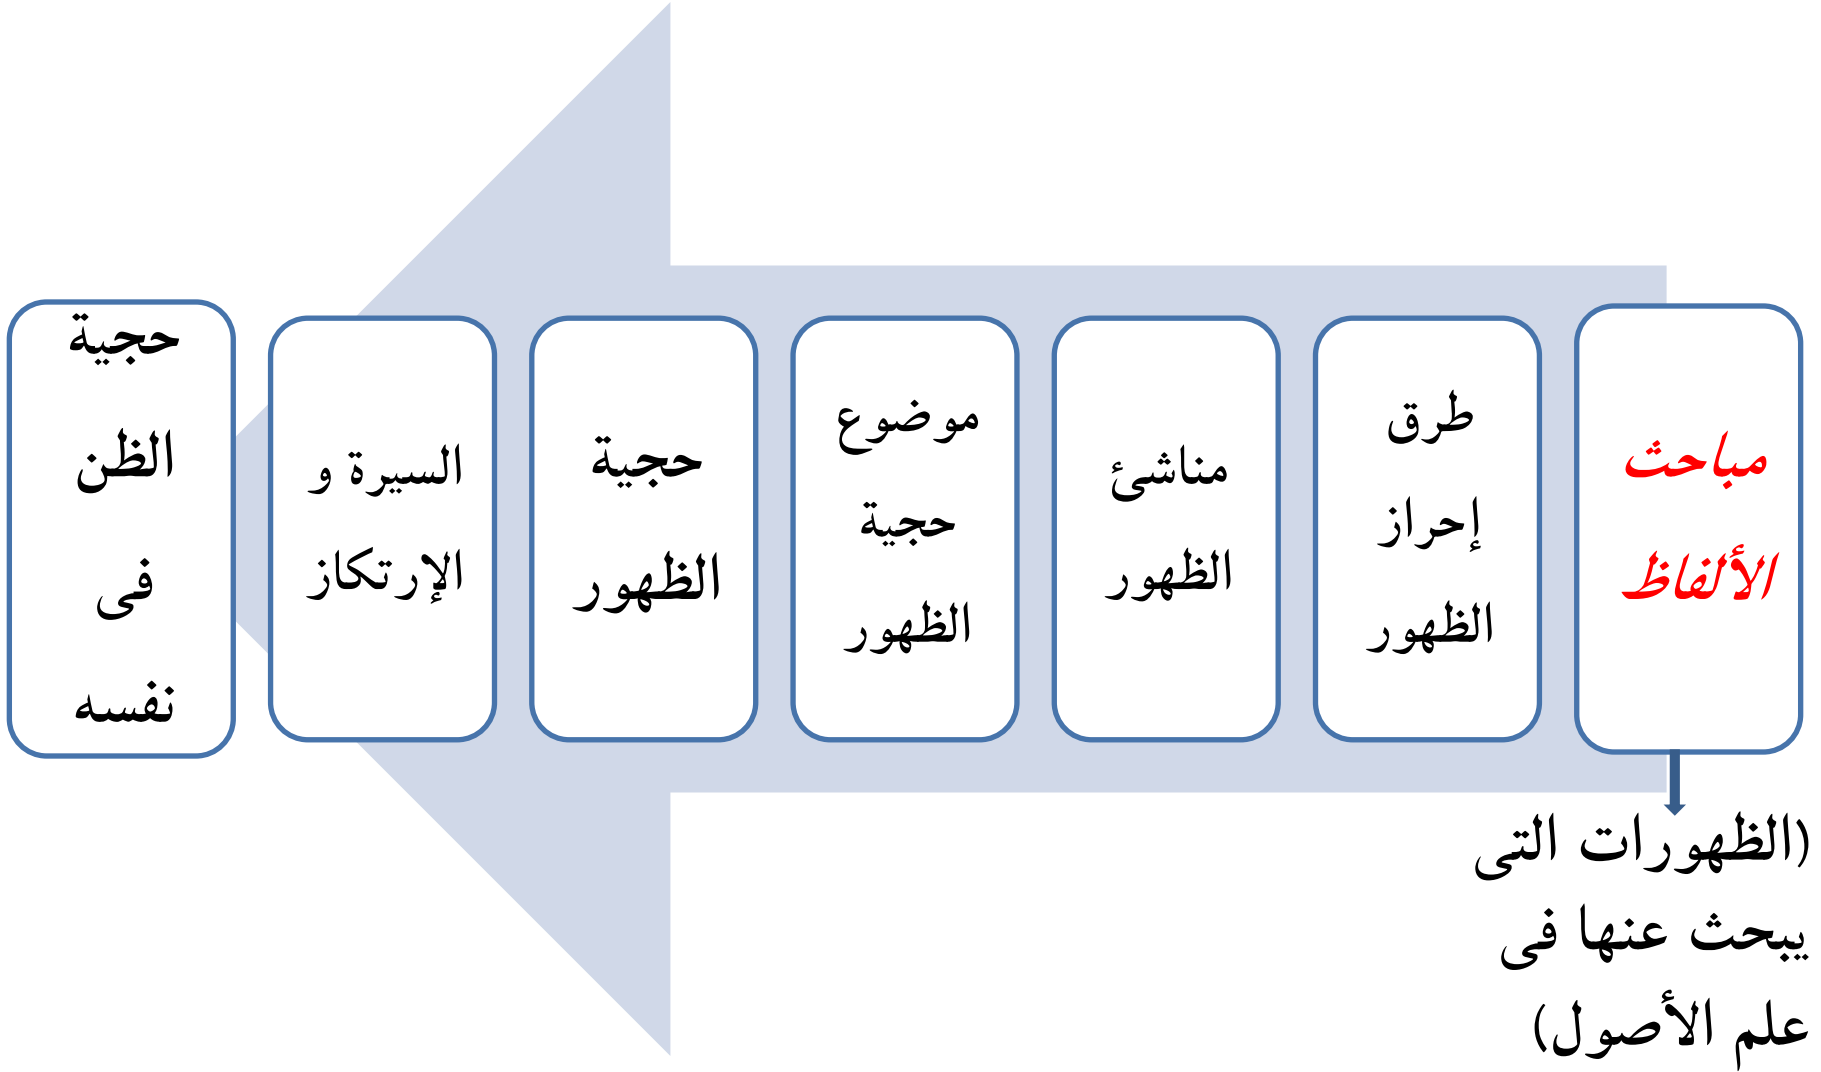 مباحث
الألفاظ
طرق
إحراز
الظهور
مناشئ
الظهور
موضوع
حجية
الظهور
حجية
الظهور
السيرة و
الإرتكاز
حجية
الظن
فى
نفسه
(الظهورات التى
يبحث عنها فى
علم الأصول)